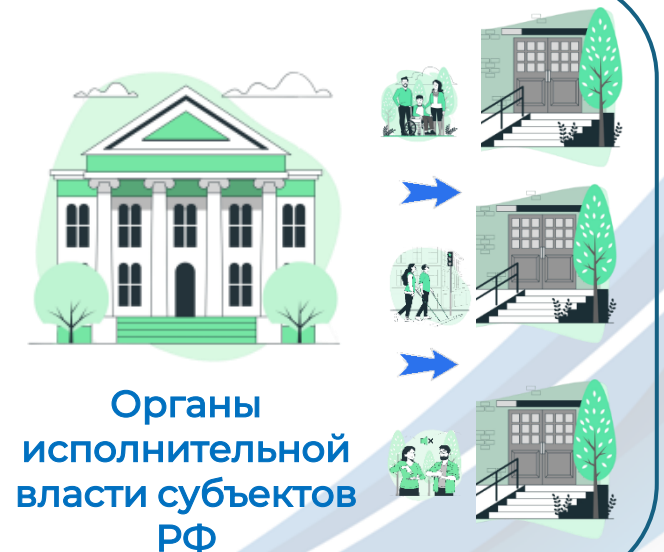 Органы
исполнительной
власти субъектов
РФ